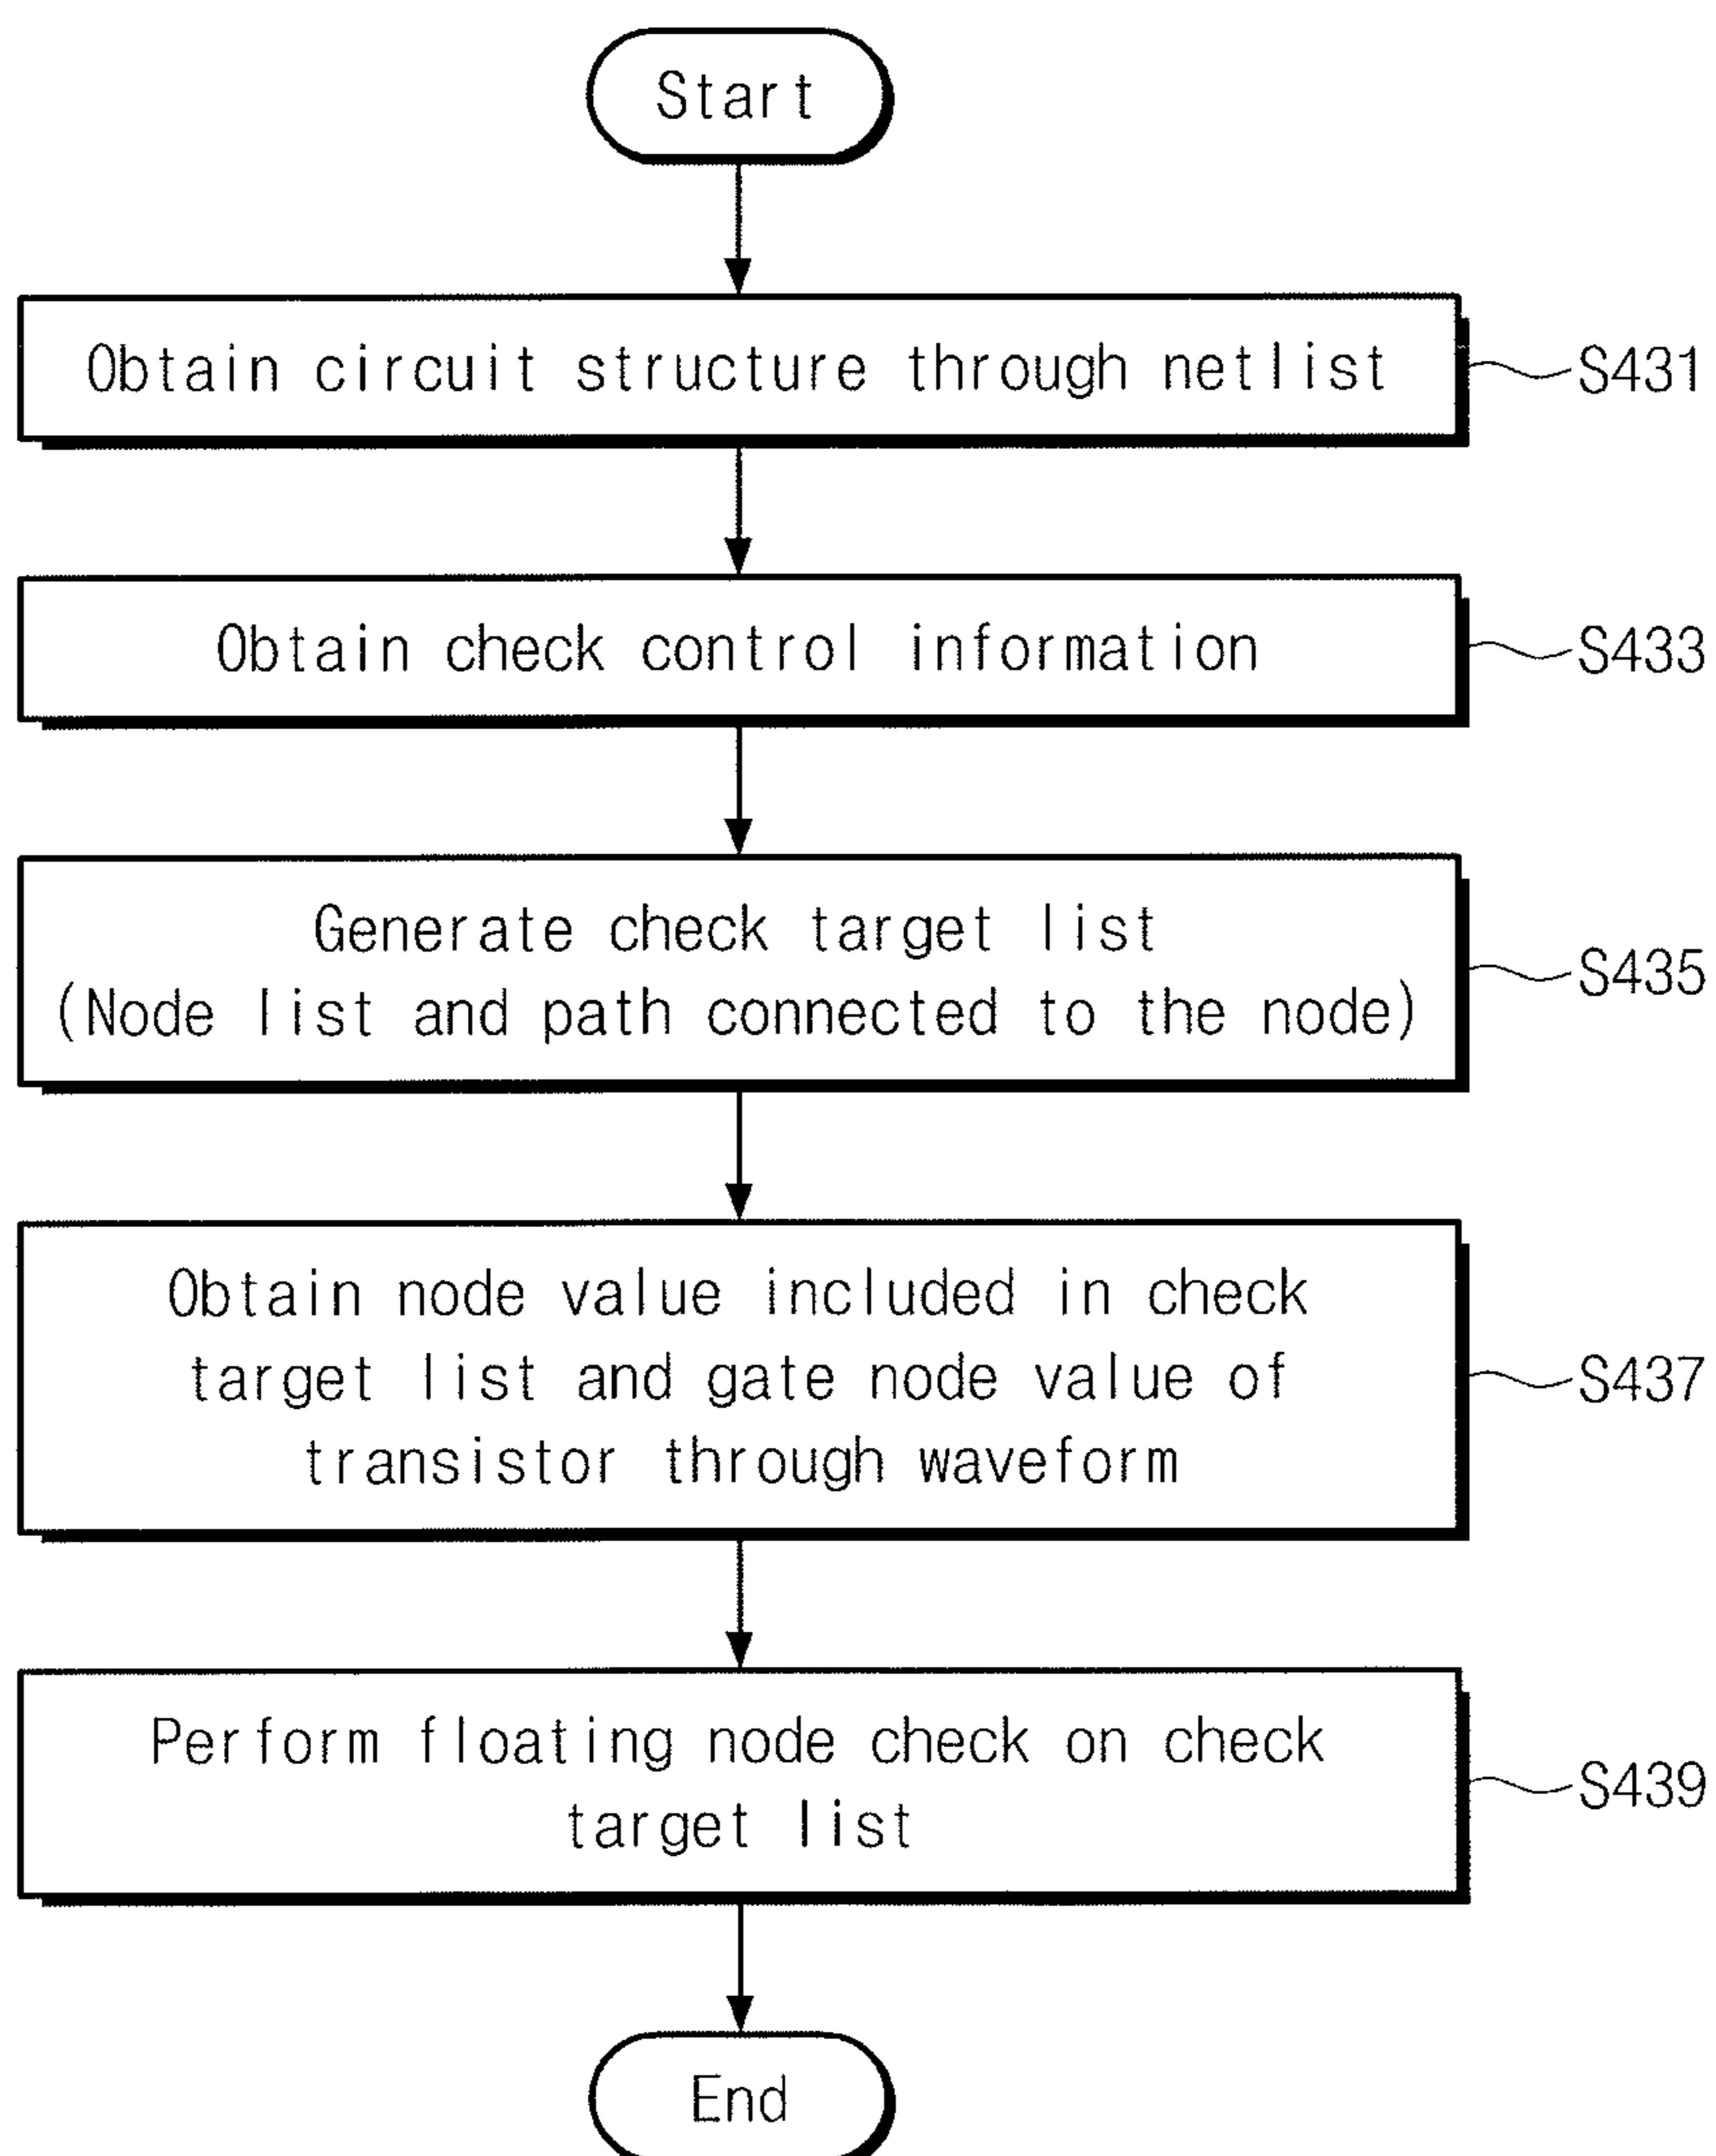 Start
Obtain circuit structure through netlist
S431
Obtain check control information
S433
Generate check target list
(Node list and path connected to the node)
S435
Obtain node value included in check
target list and gate node value of
transistor through waveform
S437
Perform floating node check on check
target list
S439
End